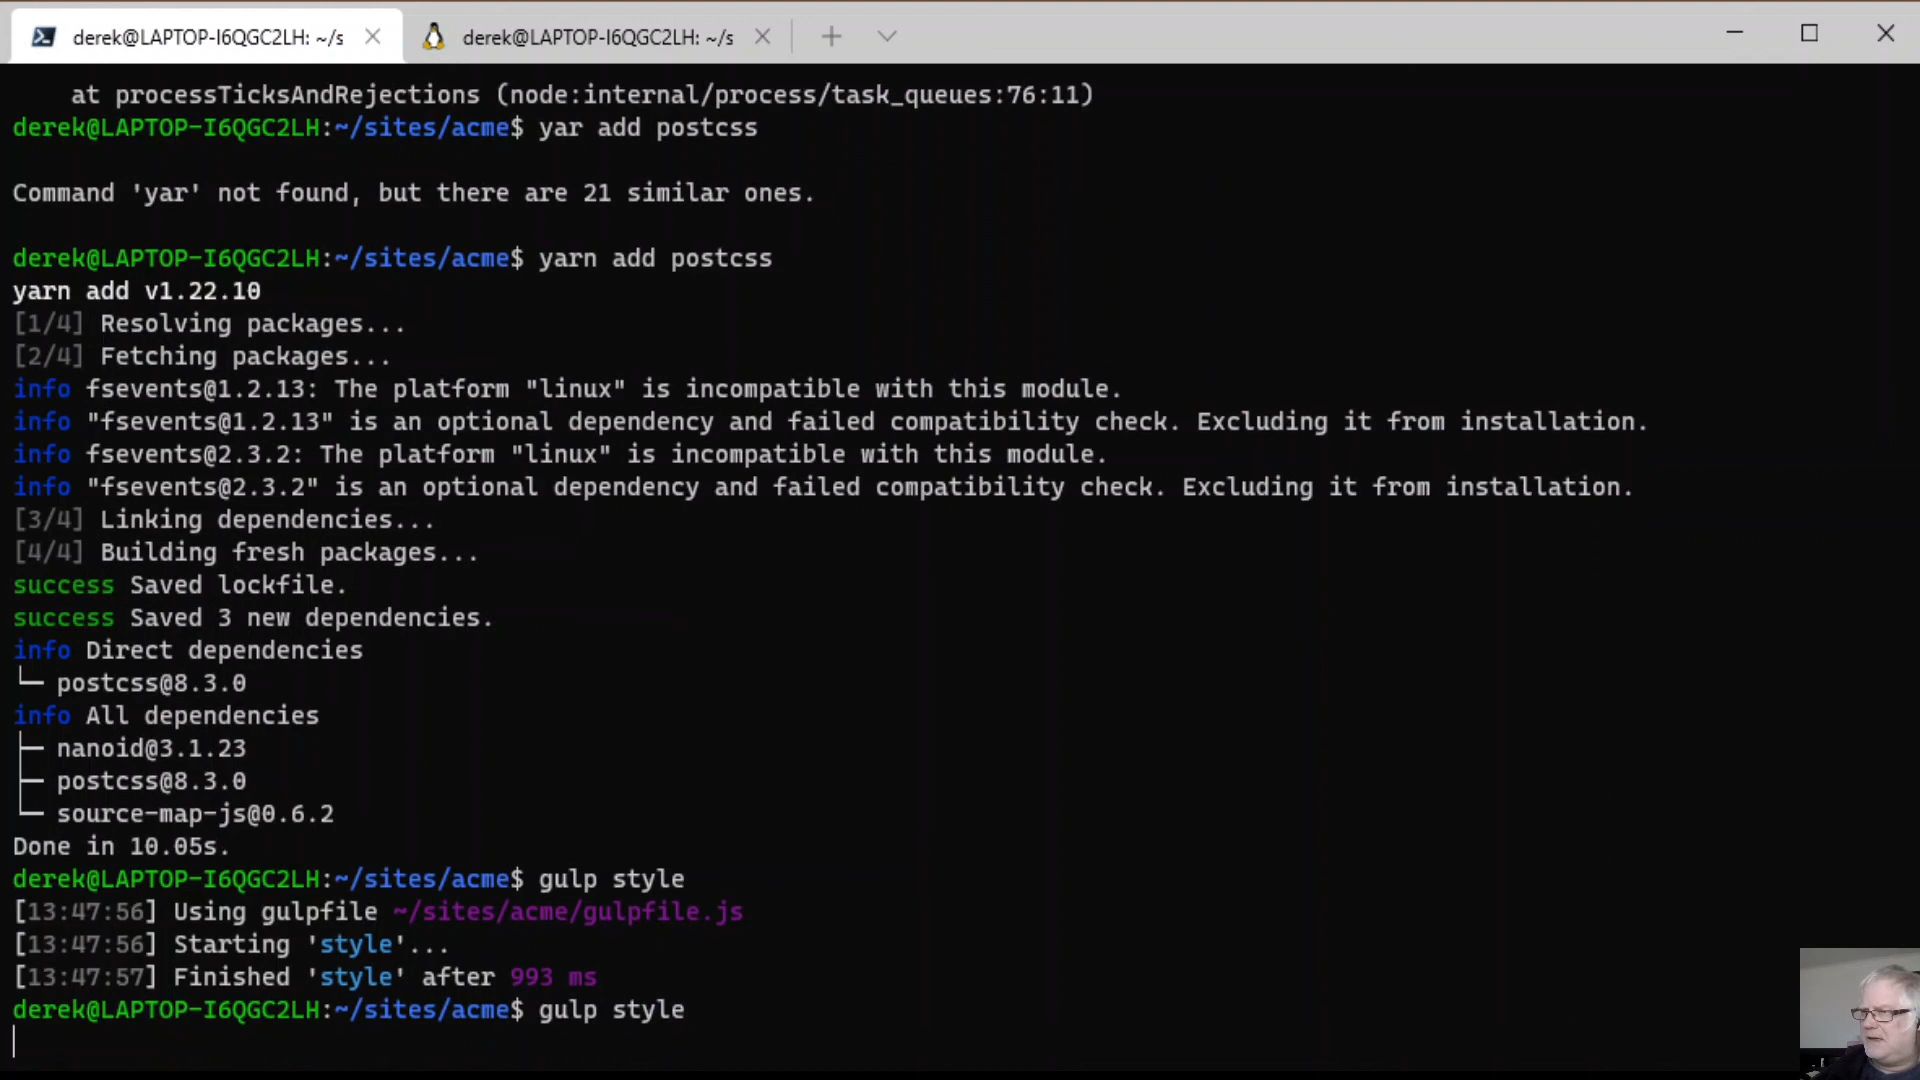 derek@LAPTOP-I6QGC2LH: ~/s
derek@LAPTOP-I6QGC2LH: ~/s
at processTicksAndRejections (node:internal/process/task_queues:76:11)
derek@LAPTOP-I6QGC2LH:~/sites/acme$ yar add postcss
Command 'yar' not found, but there are 21 similar ones.
derek@LAPTOP-I6QGC2LH:~/sites/acme$ yarn add postcss
yarn add v1.22.10
[1/4] Resolving packages...
[2/4] Fetching packages...
info fsevents@1.2.13: The platform "linux" is incompatible with this module.
info "fsevents@1.2.13" is an optional dependency and failed compatibility check. Excluding it from installation.
info fsevents@2.3.2: The platform "linux" is incompatible with this module.
info "fsevents@2.3.2" is an optional dependency and failed compatibility check. Excluding it from installation.
[3/4] Linking dependencies...
[4/4] Building fresh packages...
success Saved lockfile.
success Saved 3 new dependencies.
info Direct dependencies
└─ postcss@8.3.0
info All dependencies
├─ nanoid@3.1.23
├─ postcss@8.3.0
└─ source-map-js@0.6.2
Done in 10.05s.
derek@LAPTOP-I6QGC2LH:~/sites/acme$ gulp style
[13:47:56] Using gulpfile ~/sites/acme/gulpfile.js
[13:47:56] Starting 'style'...
[13:47:57] Finished 'style' after 993 ms
derek@LAPTOP-I6QGC2LH:~/sites/acme$ gulp style